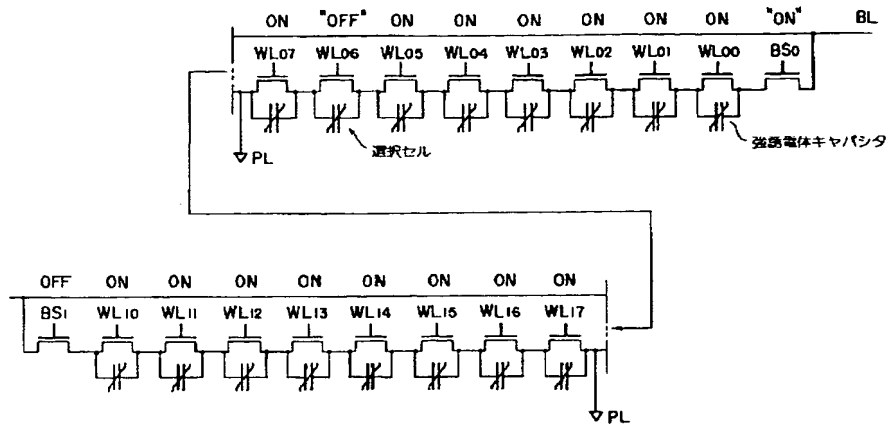 ON "OFF" ON ON ON ON ON ON "ON" BL
WL07 WL06 WL05 WL04 WL03 WL02 WL01 WL00 BS0
選択セル
強誘電体キャパシタ
PL
OFF ON ON ON ON ON ON ON ON
BS1 WL10 WL11 WL12 WL13 WL14 WL15 WL16 WL17
PL